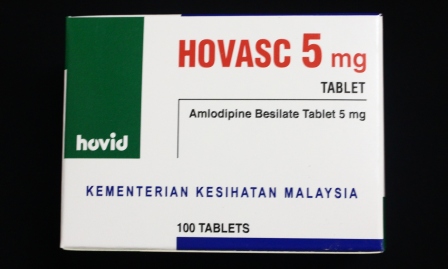 HOVASC 5 mg
TABLET
Amlodipine Besilate Tablet 5 mg
hovid
KEMENTERIAN KESIHATAN MALAYSIA
100 TABLETS